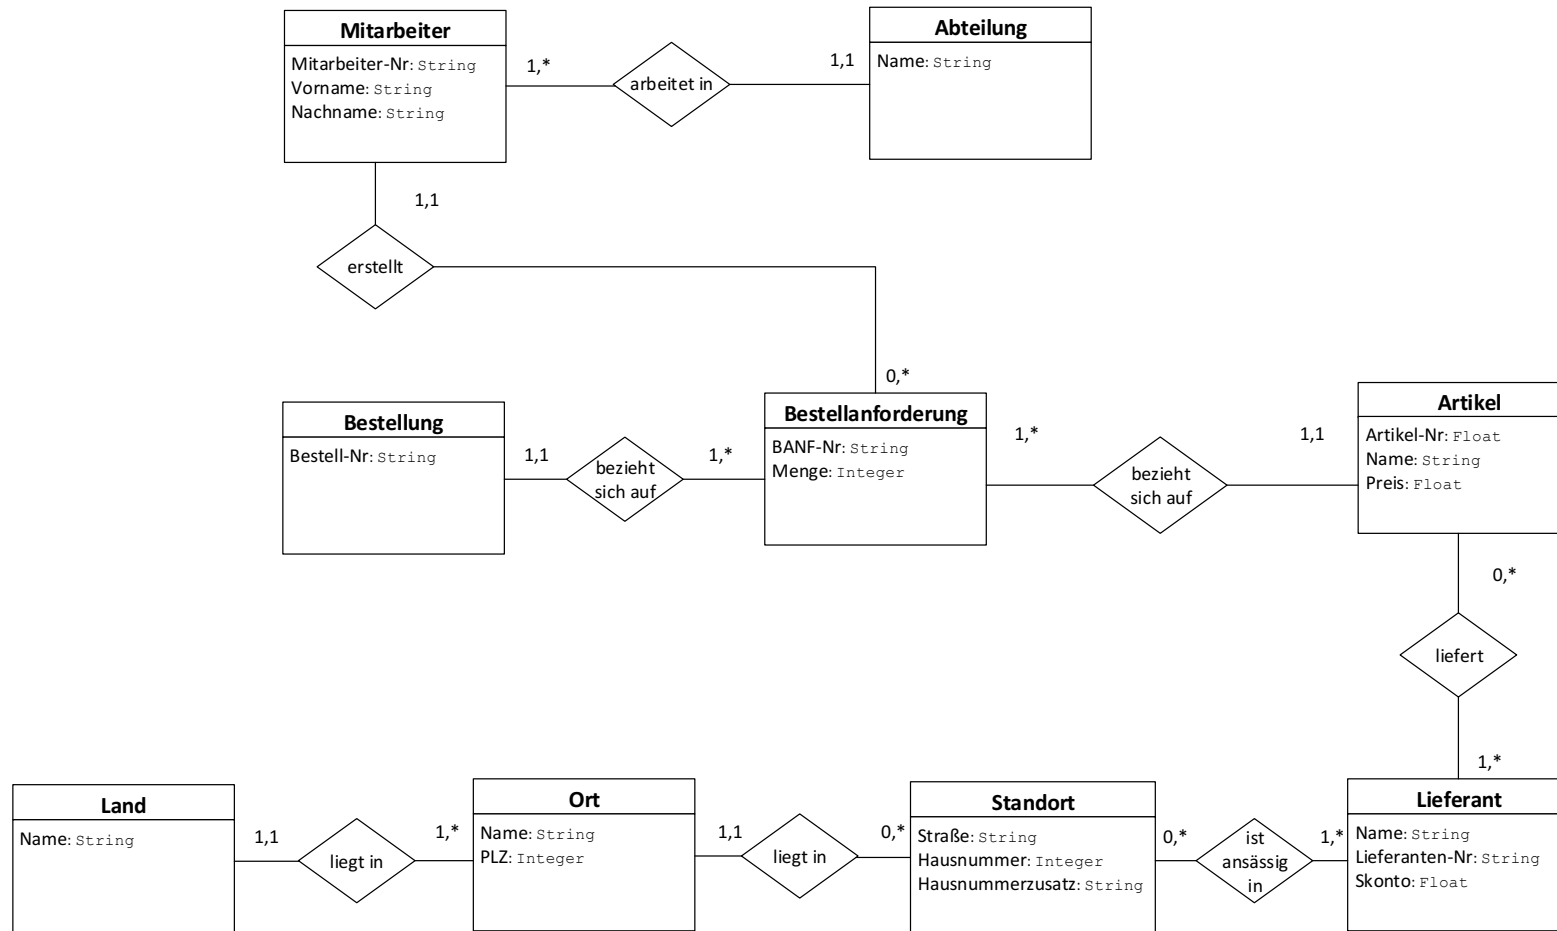 Mitarbeiter
Mitarbeiter-Nr: String
Vorname: String
Nachname: String
1,*
arbeitet in
1,1
Abteilung
Name: String
1,1
erstellt
0,*
Bestellung
Bestell-Nr: String
1,1
bezieht
sich auf
1,*
Bestellanforderung
BANF-Nr: String
Menge: Integer
1,*
bezieht
sich auf
1,1
Artikel
Artikel-Nr: Float
Name: String
Preis: Float
0,*
liefert
1,*
Land
Name: String
1,1
liegt in
1,*
Ort
Name: String
PLZ: Integer
1,1
liegt in
0,*
Standort
Straße: String
Hausnummer: Integer
Hausnummerzusatz: String
0,*
ist
ansässig
in
1,*
Lieferant
Name: String
Lieferanten-Nr: String
Skonto: Float